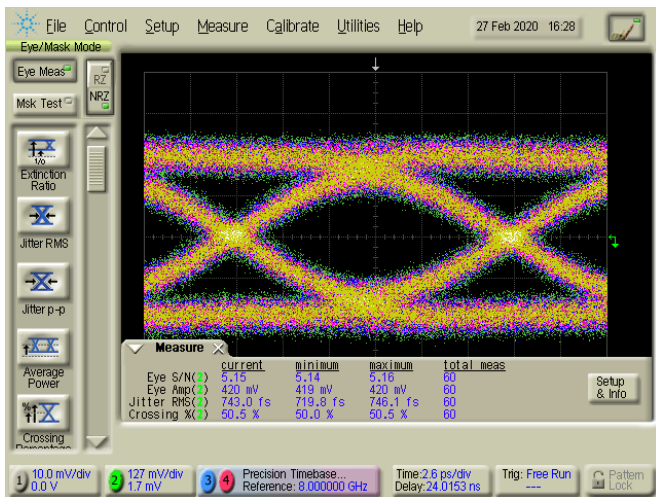 File Control Setup Measure Calibrate Utilities Help 27 Feb 2020 16:28
Eye/Mask Mode
Eye Meas
RZ
NRZ
Msk Test
1/0
Extinction
Ratio
Jitter RMS
Jitter p-p
Average
Power
Crossing
Percentage
Measure
current minimum maximum total meas
Eye S/N(2) 5.15 5.14 5.16 60
Eye Amp(2) 420 mV 419 mV 420 mV 60
Jitter RMS(2) 743.0 fs 719.8 fs 746.1 fs 60
Crossing %(2) 50.5 % 50.0 % 50.5 % 60
Setup
& Info
1 10.0 mV/div
0.0 V
2 127 mV/div
1.7 mV
3 4 Precision Timebase...
Reference: 8.000000 GHz
Time:2.6 ps/div
Delay:24.0153 ns
Trig: Free Run
---
Pattern
Lock